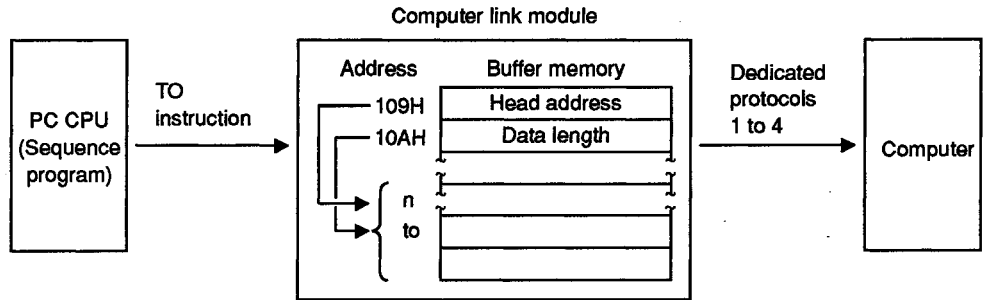 Computer link module
PC CPU
(Sequence
program)
TO
instruction
Address
Buffer memory
109H
Head address
10AH
Data length
n
to
Dedicated
protocols
1 to 4
Computer